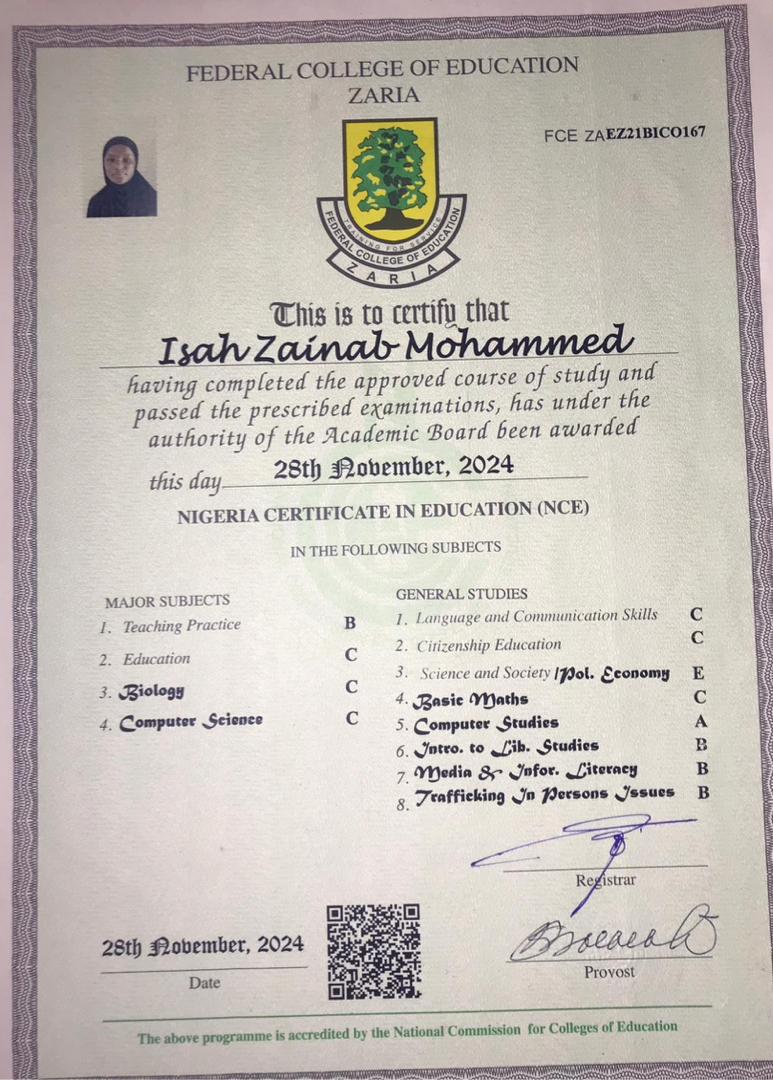 FEDERAL COLLEGE OF EDUCATION
ZARIA
FCE ZAEZ21BICO167
TRAINING FOR SERVICE
FEDERAL COLLEGE OF EDUCATION
ZARIA
This is to certify that
Isah Zainab Mohammed
having completed the approved course of study and
passed the prescribed examinations, has under the
authority of the Academic Board been awarded
this day 28th November, 2024
NIGERIA CERTIFICATE IN EDUCATION (NCE)
IN THE FOLLOWING SUBJECTS
MAJOR SUBJECTS
1. Teaching Practice B
2. Education C
3. Biology C
4. Computer Science C
GENERAL STUDIES
1. Language and Communication Skills C
2. Citizenship Education C
3. Science and Society /Pol. Economy E
4. Basic Maths C
5. Computer Studies A
6. Intro. to Lib. Studies B
7. Media & Infor. Literacy B
8. Trafficking In Persons Issues B
Registrar
28th November, 2024
Date
Provost
The above programme is accredited by the National Commission for Colleges of Education